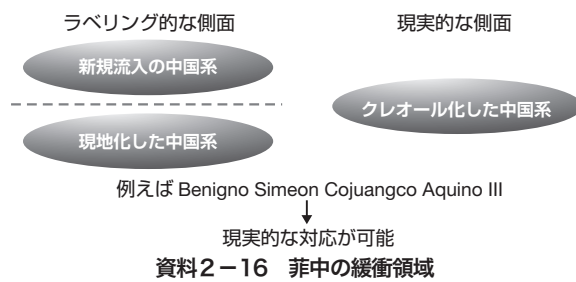 ラベリング的な側面
現実的な側面
新規流入の中国系
クレオール化した中国系
現地化した中国系
例えば Benigno Simeon Cojuangco Aquino III
現実的な対応が可能
資料2－16　菲中の緩衝領域